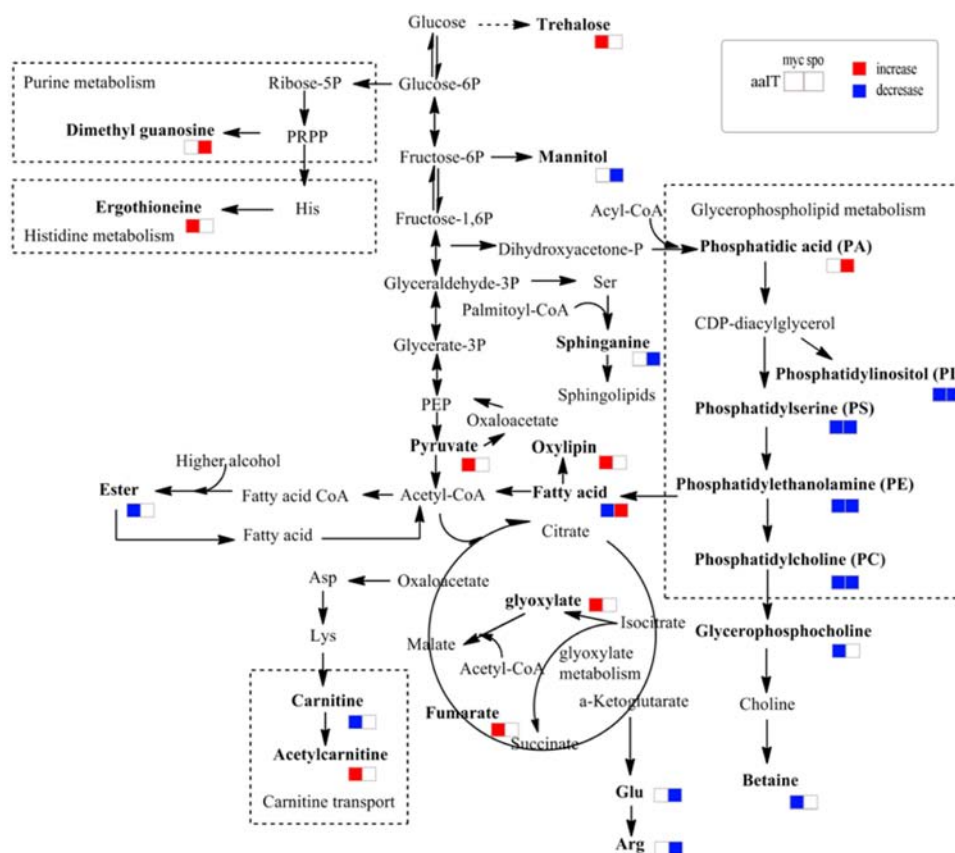 Glucose
Trehalose
myc spo
aaIT
increase
decresase
Purine metabolism
Ribose-5P
Glucose-6P
Dimethyl guanosine
PRPP
Fructose-6P
Mannitol
Ergothioneine
His
Histidine metabolism
Fructose-1,6P
Acyl-CoA
Glycerophospholipid metabolism
Dihydroxyacetone-P
Phosphatidic acid (PA)
Glyceraldehyde-3P
Ser
Palmitoyl-CoA
CDP-diacylglycerol
Glycerate-3P
Sphinganine
Phosphatidylinositol (PI
Sphingolipids
PEP
Phosphatidylserine (PS)
Oxaloacetate
Pyruvate
Oxylipin
Higher alcohol
Ester
Fatty acid CoA
Acetyl-CoA
Fatty acid
Phosphatidylethanolamine (PE)
Fatty acid
Citrate
Phosphatidylcholine (PC)
Asp
Oxaloacetate
glyoxylate
Isocitrate
Glycerophosphocholine
Lys
Malate
Acetyl-CoA
glyoxylate
metabolism
Carnitine
Fumarate
a-Ketoglutarate
Choline
Succinate
Acetylcarnitine
Carnitine transport
Glu
Betaine
Arg